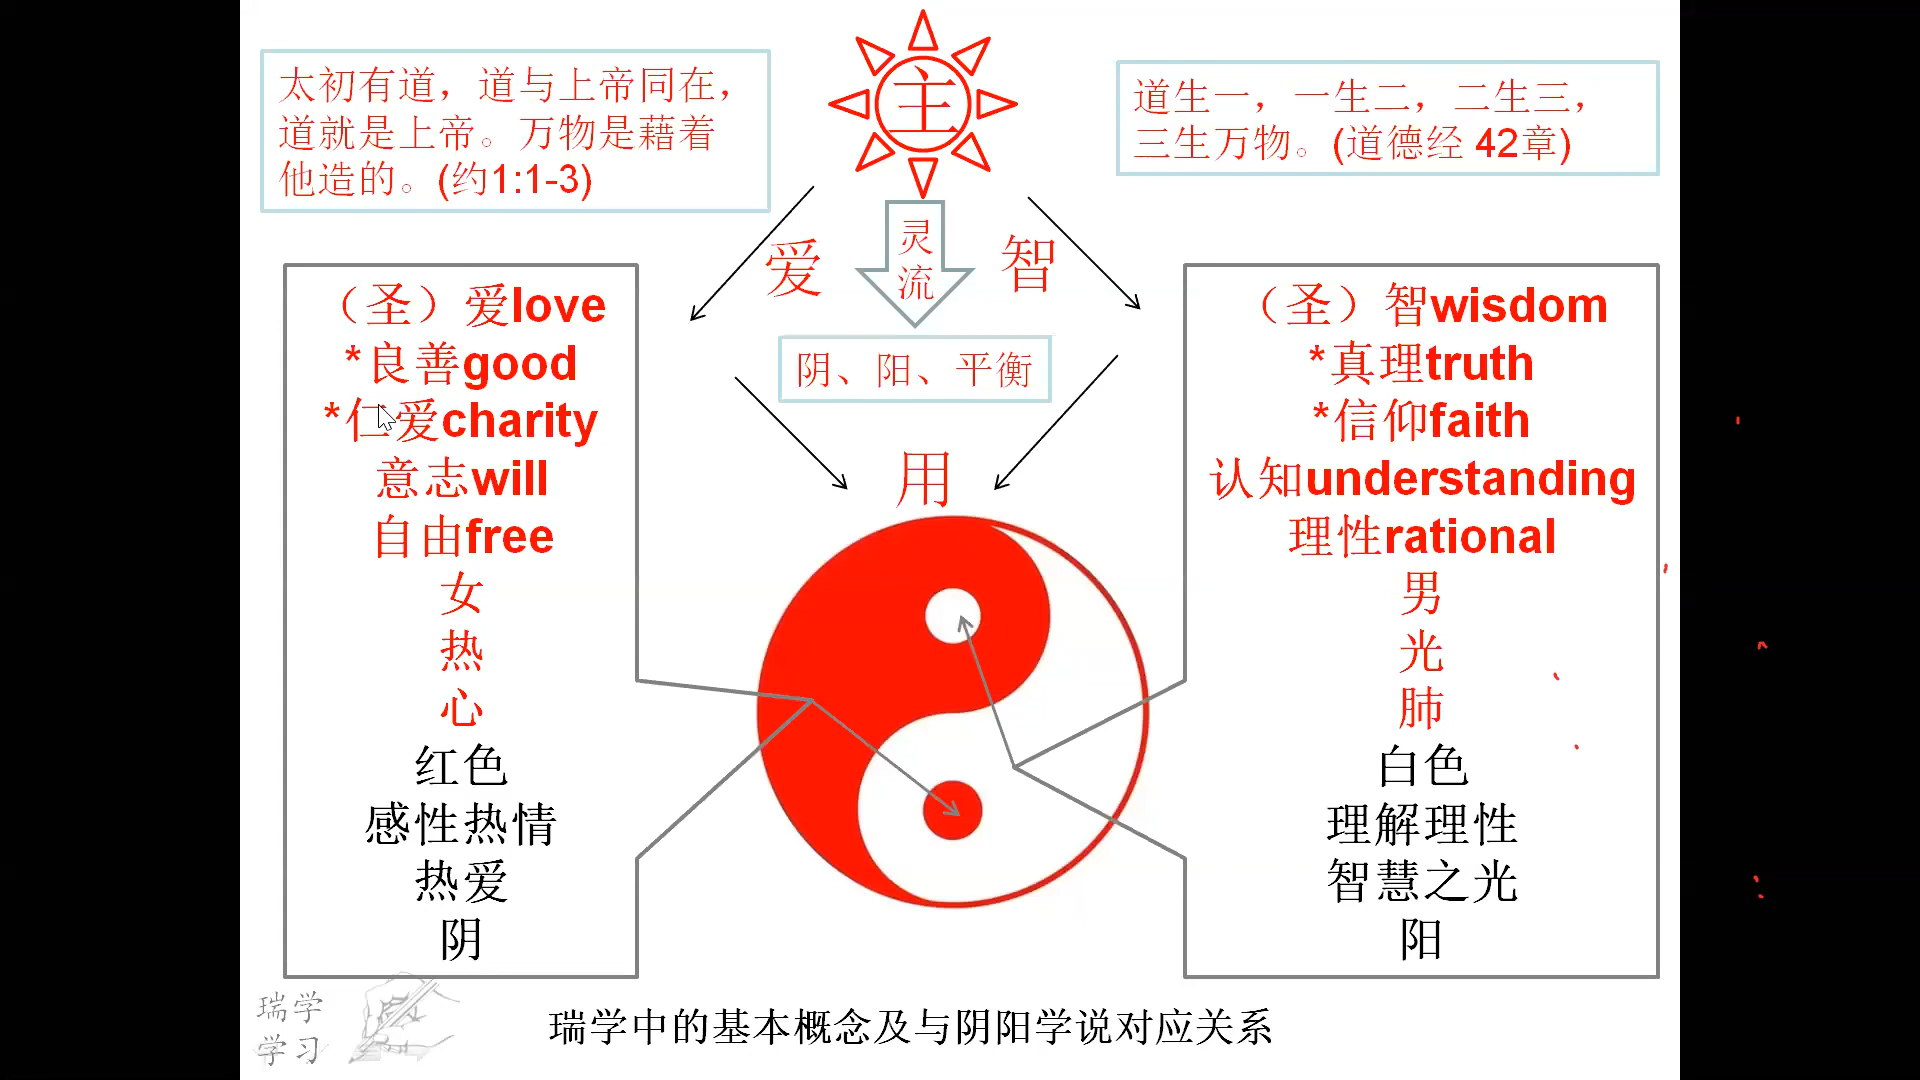 太初有道，道与上帝同在，
道就是上帝。万物是藉着
他造的。(约1:1-3)
主
道生一，一生二，二生三，
三生万物。(道德经 42章)
爱
灵
流
智
阴、阳、平衡
用
（圣）爱love
*良善good
*仁爱charity
意志will
自由free
女
热
心
红色
感性热情
热爱
阴
（圣）智wisdom
*真理truth
*信仰faith
认知understanding
理性rational
男
光
肺
白色
理解理性
智慧之光
阳
瑞学
学习
瑞学中的基本概念及与阴阳学说对应关系